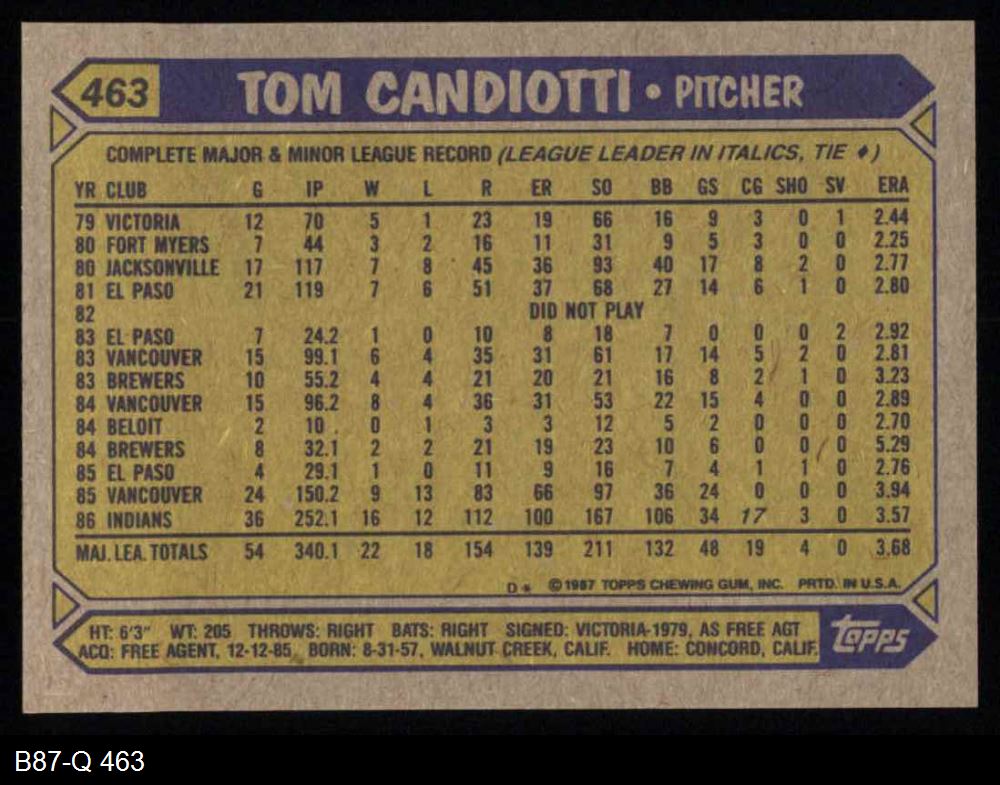 463 TOM CANDIOTTI • PITCHER
COMPLETE MAJOR & MINOR LEAGUE RECORD (LEAGUE LEADER IN ITALICS, TIE ♦)
YR CLUB G IP W L R ER SO BB GS CG SHO SV ERA
79 VICTORIA 12 70 5 1 23 19 66 16 9 3 0 1 2.44
80 FORT MYERS 7 44 3 2 16 11 31 9 5 3 0 0 2.25
80 JACKSONVILLE 17 117 7 8 45 36 93 40 17 8 2 0 2.77
81 EL PASO 21 119 7 6 51 37 68 27 14 6 1 0 2.80
82 DID NOT PLAY
83 EL PASO 7 24.2 1 0 10 8 18 7 0 0 0 2 2.92
83 VANCOUVER 15 99.1 6 4 35 31 61 17 14 5 2 0 2.81
83 BREWERS 10 55.2 4 4 21 20 21 16 8 2 1 0 3.23
84 VANCOUVER 15 96.2 8 4 36 31 53 22 15 4 0 0 2.89
84 BELOIT 2 10 0 1 3 3 12 5 2 0 0 0 2.70
84 BREWERS 8 32.1 2 2 21 19 23 10 6 0 0 0 5.29
85 EL PASO 4 29.1 1 0 11 9 16 7 4 1 1 0 2.76
85 VANCOUVER 24 150.2 9 13 83 66 97 36 24 0 0 0 3.94
86 INDIANS 36 252.1 16 12 112 100 167 106 34 17 3 0 3.57
MAJ. LEA. TOTALS 54 340.1 22 18 154 139 211 132 48 19 4 0 3.68
D* © 1987 TOPPS CHEWING GUM, INC. PRTD. IN U.S.A.
HT: 6'3" WT: 205 THROWS: RIGHT BATS: RIGHT SIGNED: VICTORIA-1979, AS FREE AGT
ACQ: FREE AGENT, 12-12-85 BORN: 8-31-57, WALNUT CREEK, CALIF. HOME: CONCORD, CALIF.
topps
B87-Q 463